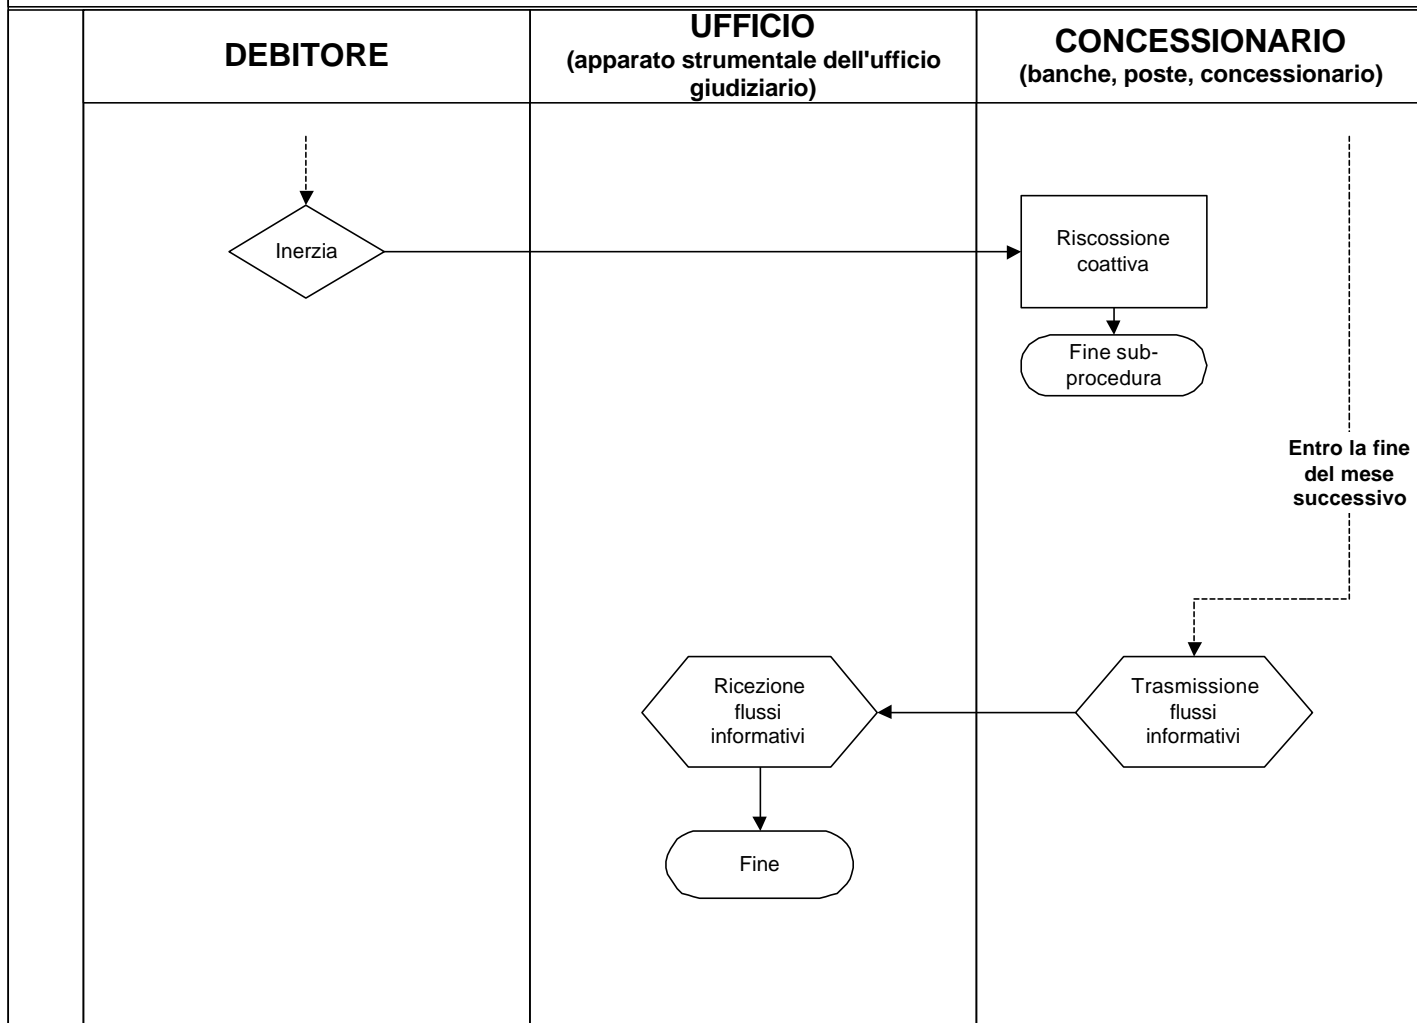 DEBITORE
UFFICIO
(apparato strumentale dell'ufficio
giudiziario)
CONCESSIONARIO
(banche, poste, concessionario)
Inerzia
Riscossione
coattiva
Fine sub-
procedura
Entro la fine
del mese
successivo
Ricezione
flussi
informativi
Trasmissione
flussi
informativi
Fine